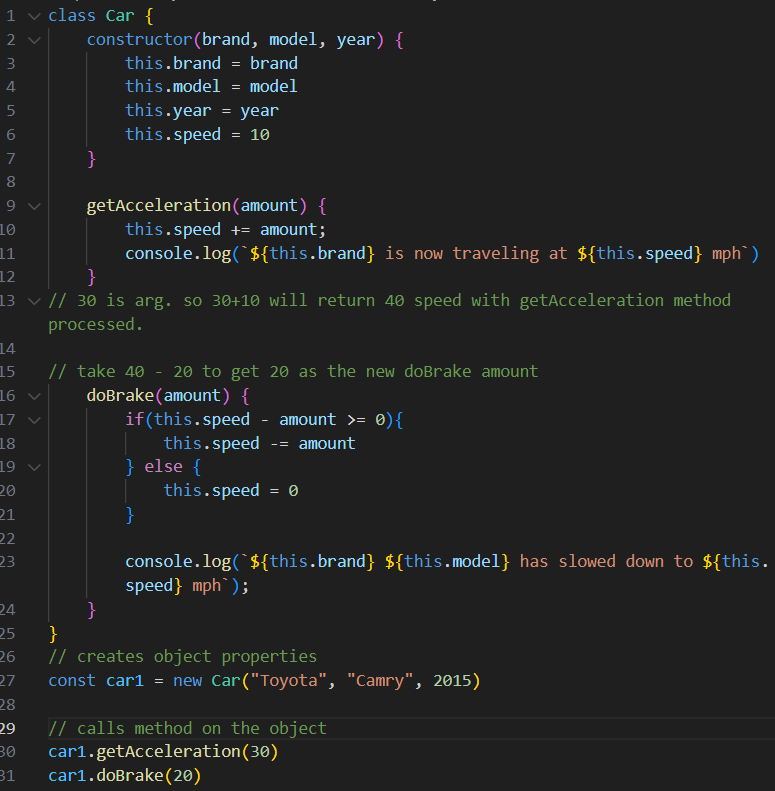 1 class Car {
2 constructor(brand, model, year) {
3 this.brand = brand
4 this.model = model
5 this.year = year
6 this.speed = 10
7 }
8
9 getAcceleration(amount) {
10 this.speed += amount;
11 console.log(`${this.brand} is now traveling at ${this.speed} mph`)
12 }
13 // 30 is arg. so 30+10 will return 40 speed with getAcceleration method
processed.
14
15 // take 40 - 20 to get 20 as the new doBrake amount
16 doBrake(amount) {
17 if(this.speed - amount >= 0){
18 this.speed -= amount
19 } else {
20 this.speed = 0
21 }
22
23 console.log(`${this.brand} ${this.model} has slowed down to ${this.
speed} mph`);
24 }
25 }
26 // creates object properties
27 const car1 = new Car("Toyota", "Camry", 2015)
28
29 // calls method on the object
30 car1.getAcceleration(30)
31 car1.doBrake(20)